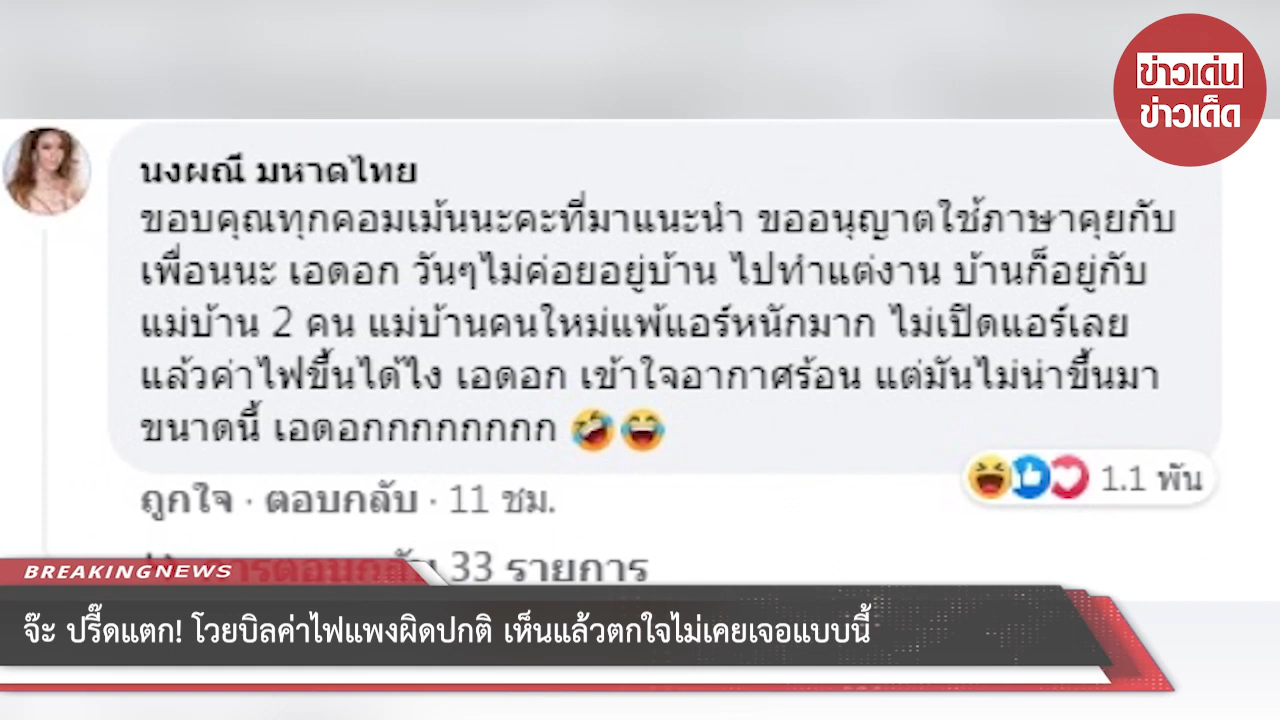 ข่าวเด่น
ข่าวเด็ด
นงผณี มหาดไทย
ขอบคุณทุกคอมเม้นนะคะที่มาแนะนำ ขออนุญาตใช้ภาษาคุยกับ
เพื่อนนะ เอดอก วันๆไม่ค่อยอยู่บ้าน ไปทำแต่งาน บ้านก็อยู่กับ
แม่บ้าน 2 คน แม่บ้านคนใหม่แพ้แอร์หนักมาก ไม่เปิดแอร์เลย
แล้วค่าไฟขึ้นได้ไง เอดอก เข้าใจอากาศร้อน แต่มันไม่น่าขึ้นมา
ขนาดนี้ เอดอกกกกกกกก 🤣😂
1.1 พัน
ถูกใจ · ตอบกลับ · 11 ชม.
การตอบกลับ 33 รายการ
BREAKING NEWS
จ๊ะ ปรี๊ดแตก! โวยบิลค่าไฟแพงผิดปกติ เห็นแล้วตกใจไม่เคยเจอแบบนี้